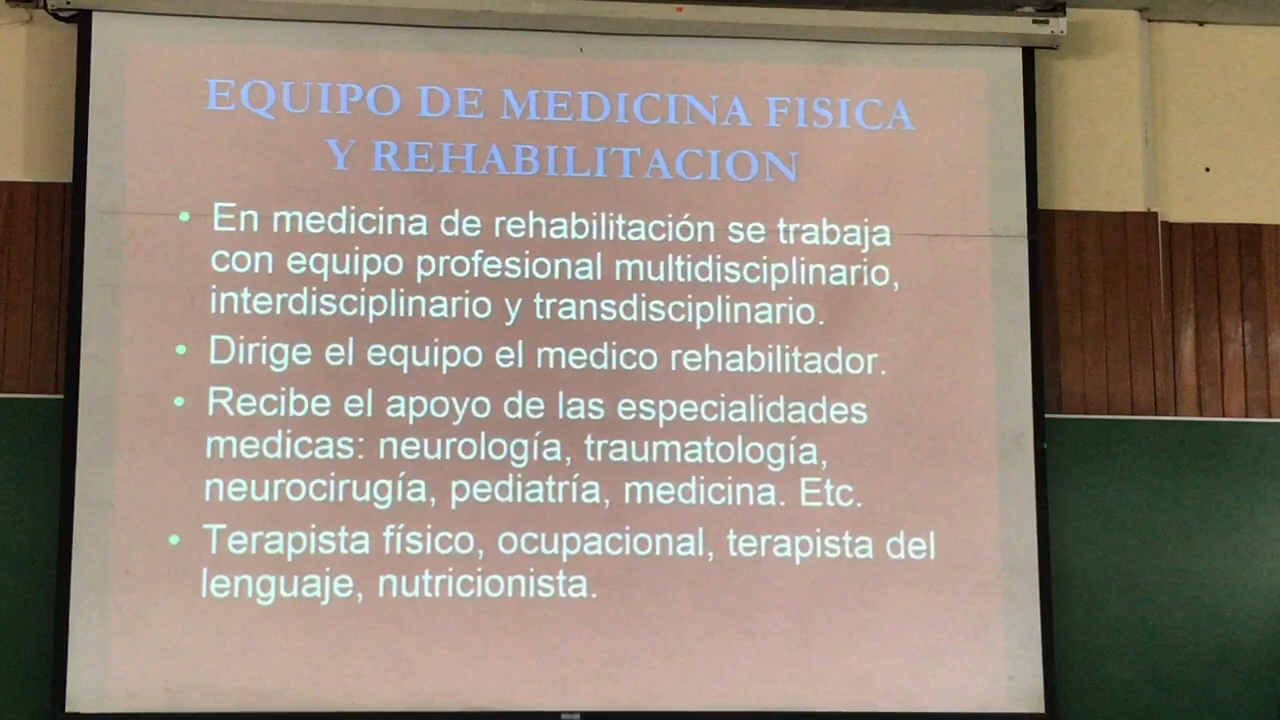 EQUIPO DE MEDICINA FISICA
Y REHABILITACION
• En medicina de rehabilitación se trabaja
con equipo profesional multidisciplinario,
interdisciplinario y transdisciplinario.
• Dirige el equipo el medico rehabilitador.
• Recibe el apoyo de las especialidades
medicas: neurología, traumatología,
neurocirugía, pediatría, medicina. Etc.
• Terapista físico, ocupacional, terapista del
lenguaje, nutricionista.